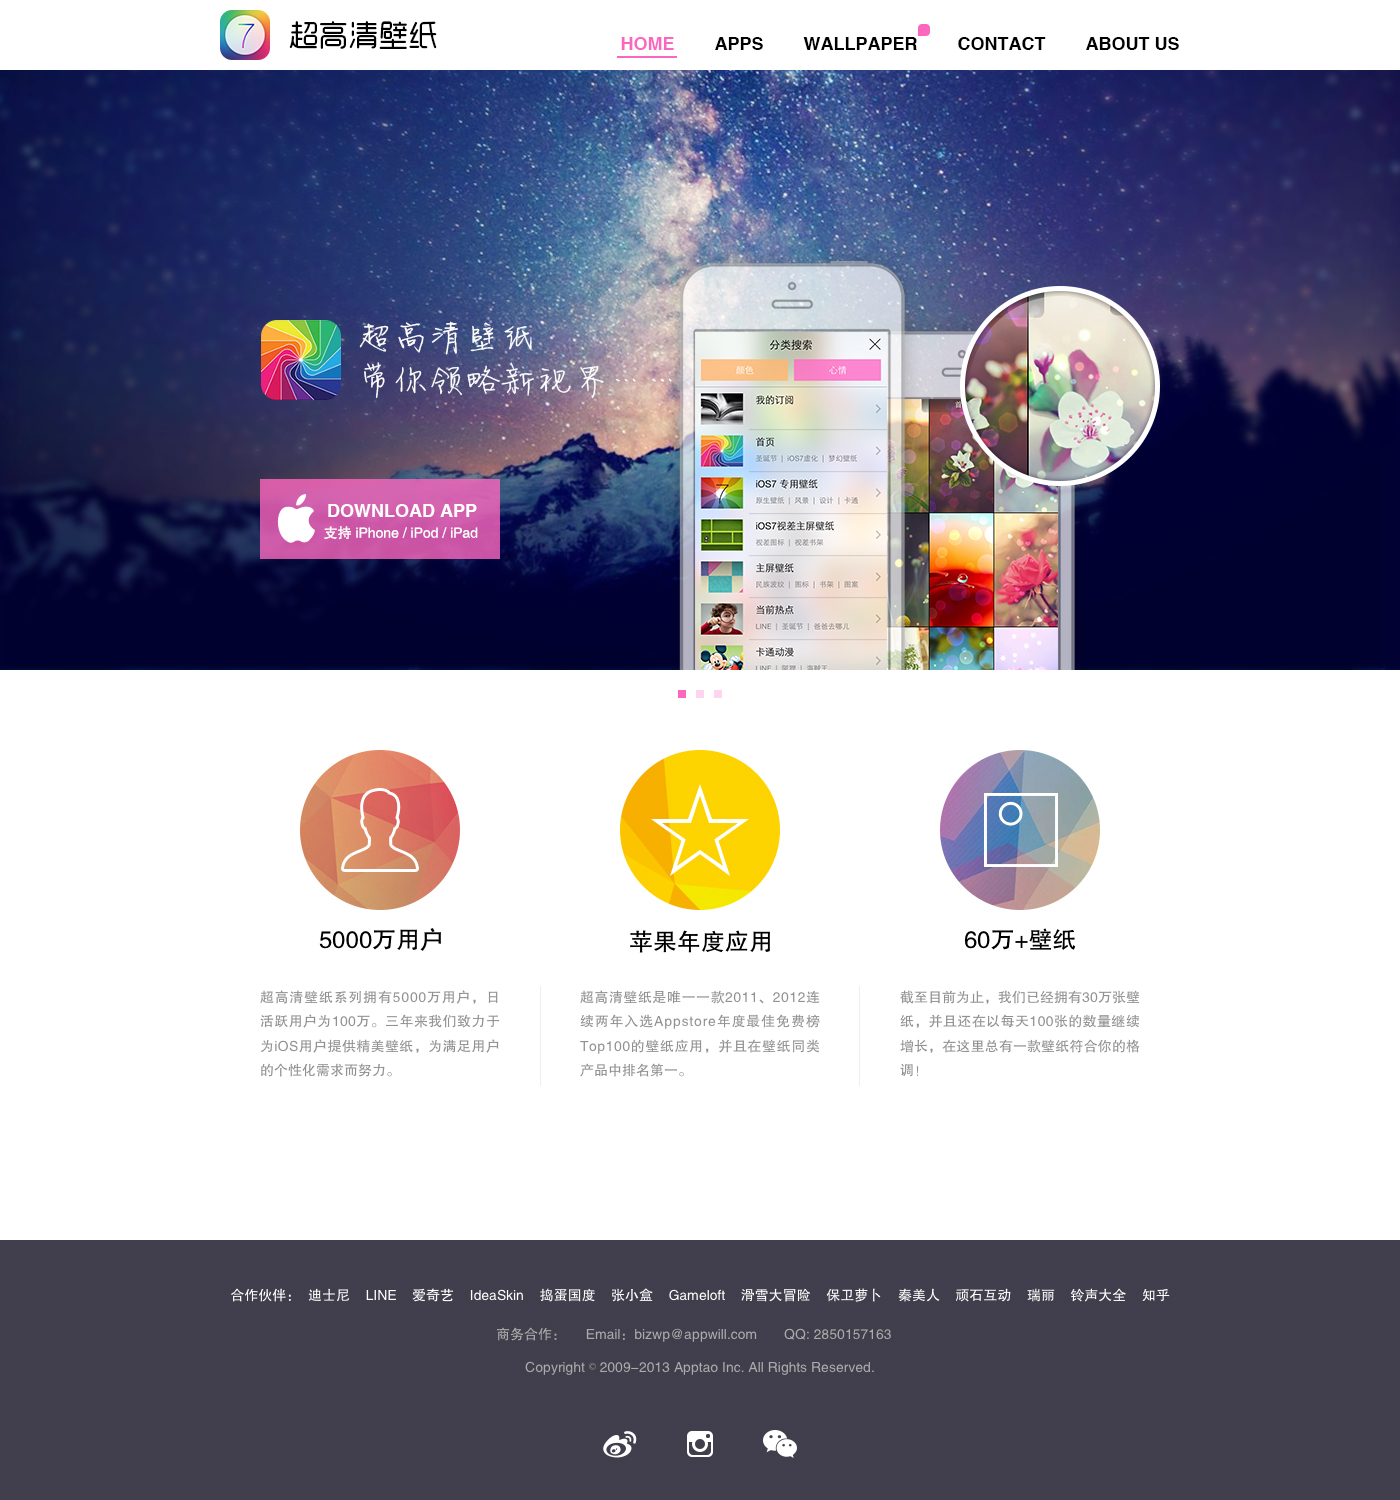 7 超高清壁纸
HOME APPS WALLPAPER CONTACT ABOUT US
超高清壁纸
带你领略新视界……
DOWNLOAD APP
支持 iPhone / iPod / iPad
分类搜索
颜色 心情
我的订阅
首页
圣诞节 | iOS7虚化 | 梦幻壁纸
iOS7 专用壁纸
原生壁纸 | 风景 | 设计 | 卡通
iOS7视差主屏壁纸
视差图标 | 视差书架
主屏壁纸
民族波纹 | 图标 | 书架 | 图案
当前热点
LINE | 圣诞节 | 爸爸去哪儿
卡通动漫
5000万用户
苹果年度应用
60万+壁纸
超高清壁纸系列拥有5000万用户，日
活跃用户为100万。三年来我们致力于
为iOS用户提供精美壁纸，为满足用户
的个性化需求而努力。
超高清壁纸是唯一一款2011、2012连
续两年入选Appstore年度最佳免费榜
Top100的壁纸应用，并且在壁纸同类
产品中排名第一。
截至目前为止，我们已经拥有30万张壁
纸，并且还在以每天100张的数量继续
增长，在这里总有一款壁纸符合你的格
调！
合作伙伴： 迪士尼 LINE 爱奇艺 IdeaSkin 捣蛋国度 张小盒 Gameloft 滑雪大冒险 保卫萝卜 秦美人 顽石互动 瑞丽 铃声大全 知乎
商务合作： Email：bizwp@appwill.com QQ: 2850157163
Copyright © 2009–2013 Apptao Inc. All Rights Reserved.